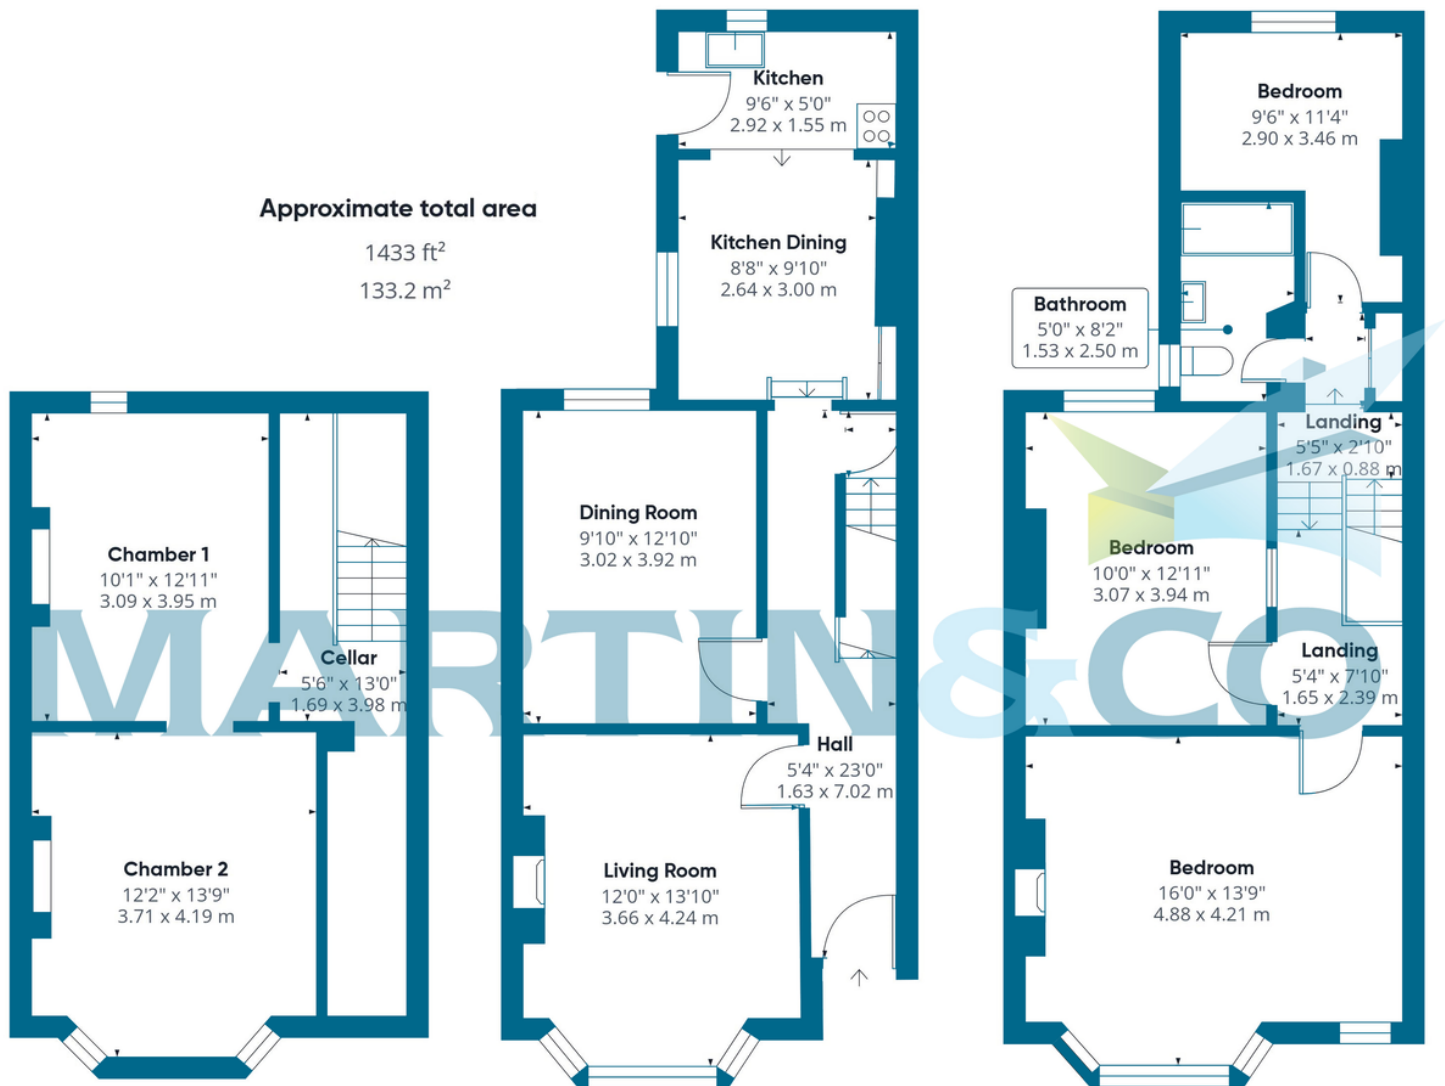 Approximate total area
1433 ft²
133.2 m²
Chamber 1
10'1" x 12'11"
3.09 x 3.95 m
Cellar
5'6" x 13'0"
1.69 x 3.98 m
Chamber 2
12'2" x 13'9"
3.71 x 4.19 m
Kitchen
9'6" x 5'0"
2.92 x 1.55 m
Kitchen Dining
8'8" x 9'10"
2.64 x 3.00 m
Dining Room
9'10" x 12'10"
3.02 x 3.92 m
Hall
5'4" x 23'0"
1.63 x 7.02 m
Living Room
12'0" x 13'10"
3.66 x 4.24 m
Bedroom
9'6" x 11'4"
2.90 x 3.46 m
Bathroom
5'0" x 8'2"
1.53 x 2.50 m
Landing
5'5" x 2'10"
1.67 x 0.88 m
Bedroom
10'0" x 12'11"
3.07 x 3.94 m
Landing
5'4" x 7'10"
1.65 x 2.39 m
Bedroom
16'0" x 13'9"
4.88 x 4.21 m
MARTIN&CO